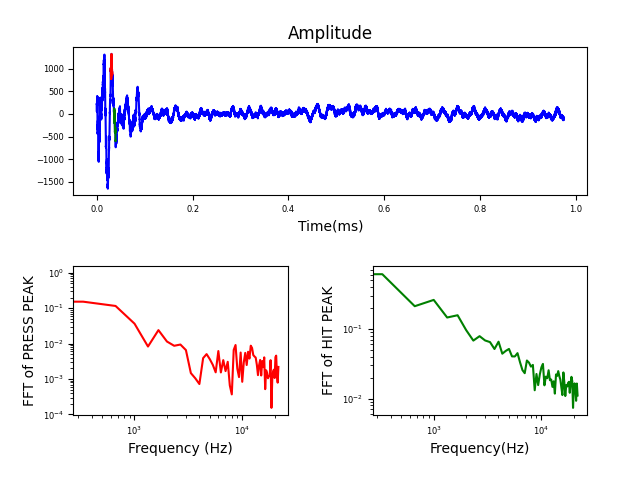 Amplitude
1000
500
0
−500
−1000
−1500
0.0 0.2 0.4 0.6 0.8 1.0
Time(ms)
FFT of PRESS PEAK
10⁰
10⁻¹
10⁻²
10⁻³
10⁻⁴
10³ 10⁴
Frequency (Hz)
FFT of HIT PEAK
10⁻¹
10⁻²
10³ 10⁴
Frequency(Hz)